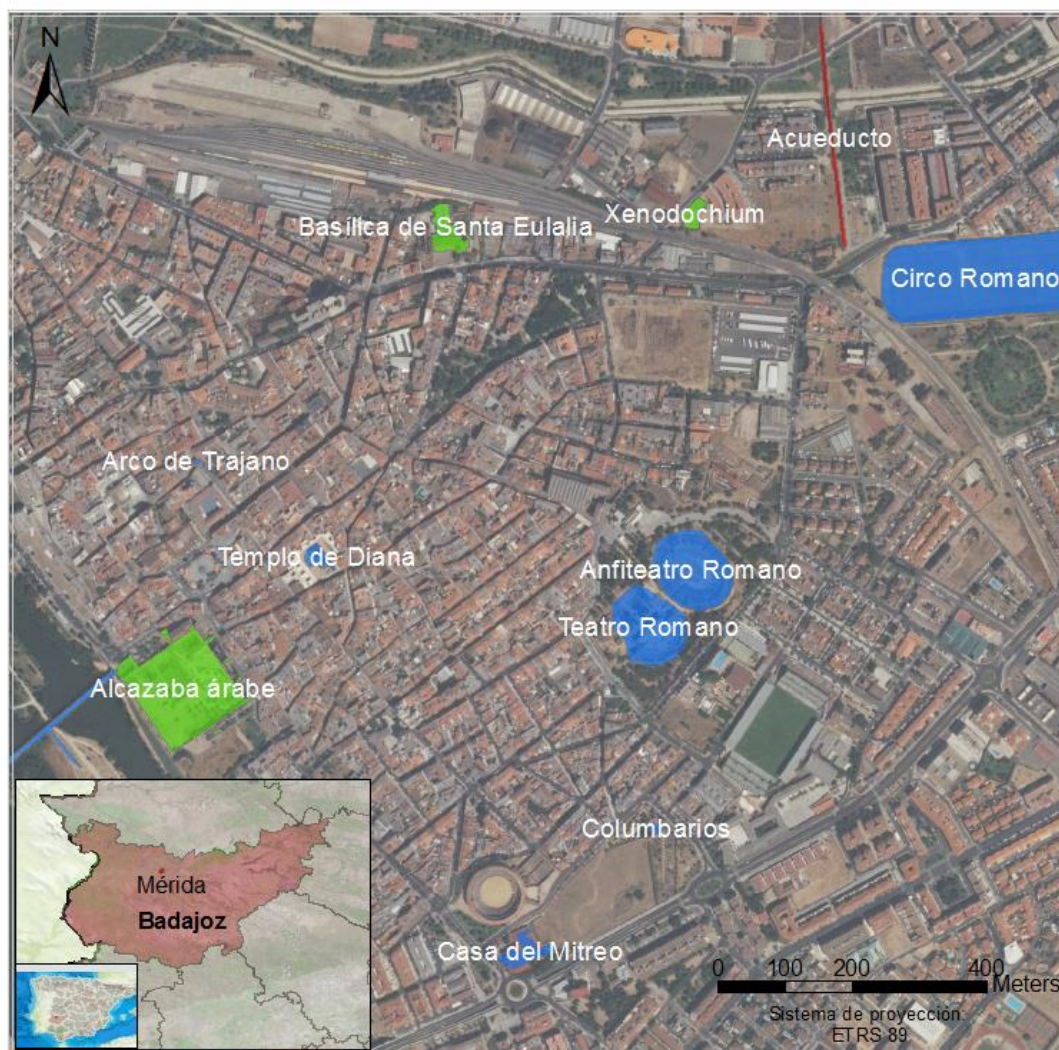 N
Acueducto
Xenodochium
Basílica de Santa Eulalia
Circo Romano
Arco de Trajano
Templo de Diana
Anfiteatro Romano
Teatro Romano
Alcazaba árabe
Columbarios
Mérida
Badajoz
Casa del Mitreo
0 100 200 400
Meters
Sistema de proyección:
ETRS 89